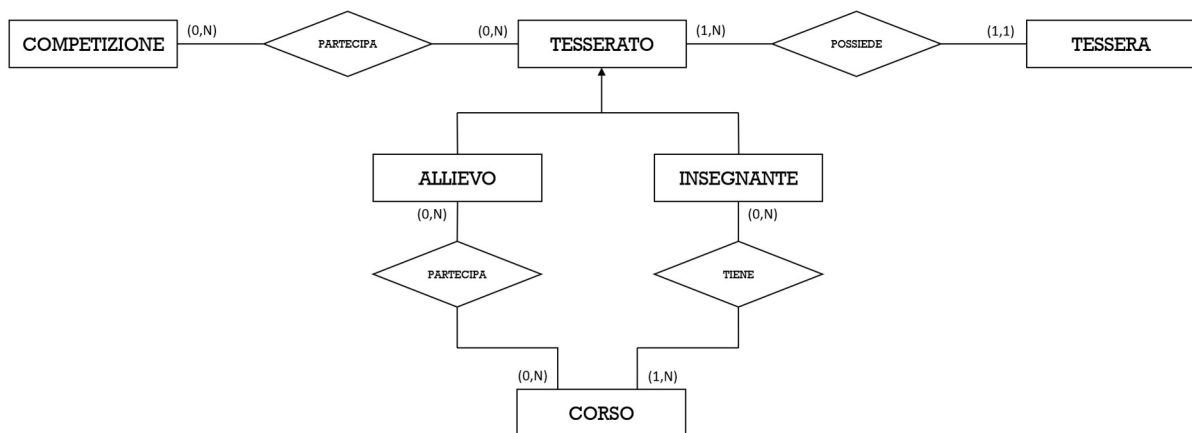 (0,N) (0,N) (1,N) (1,1)
COMPETIZIONE PARTECIPA TESSERATO POSSIEDE TESSERA
ALLIEVO INSEGNANTE
(0,N) (0,N)
PARTECIPA TIENE
(0,N) (1,N)
CORSO